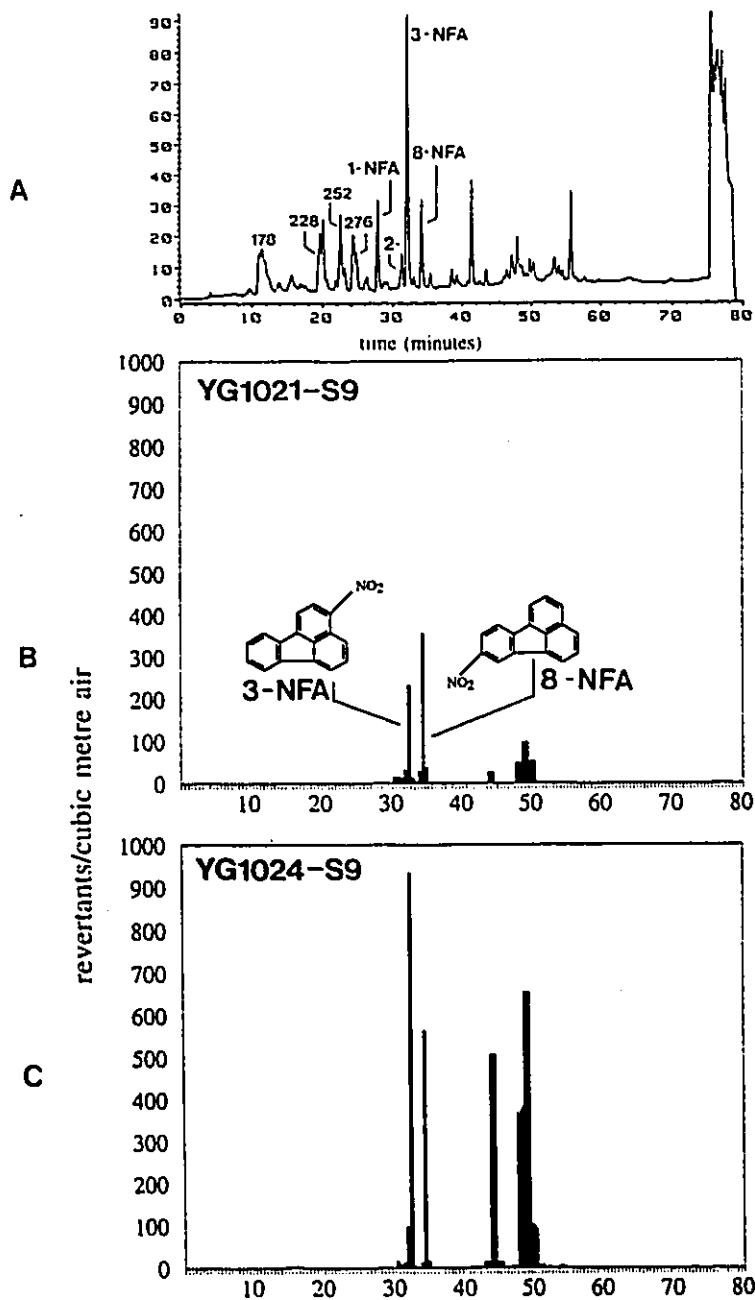 A
90
80
70
60
50
40
30
20
10
0
3-NFA
1-NFA
8-NFA
252
228
276
178
2-
0 10 20 30 40 50 60 70 80
time (minutes)
B
revertants/cubic metre air
YG1021-S9
1000
900
800
700
600
500
400
300
200
100
0
NO2
3-NFA
NO2
8-NFA
10 20 30 40 50 60 70 80
C
YG1024-S9
1000
900
800
700
600
500
400
300
200
100
0
10 20 30 40 50 60 70 80